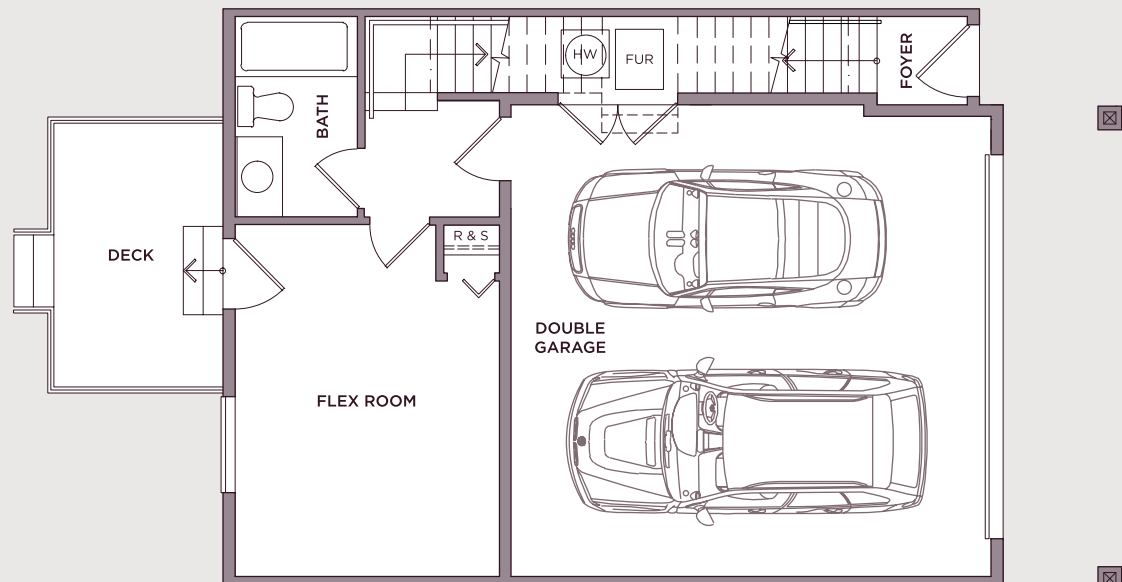 HW
FUR
FOYER
BATH
R & S
DECK
DOUBLE
GARAGE
FLEX ROOM